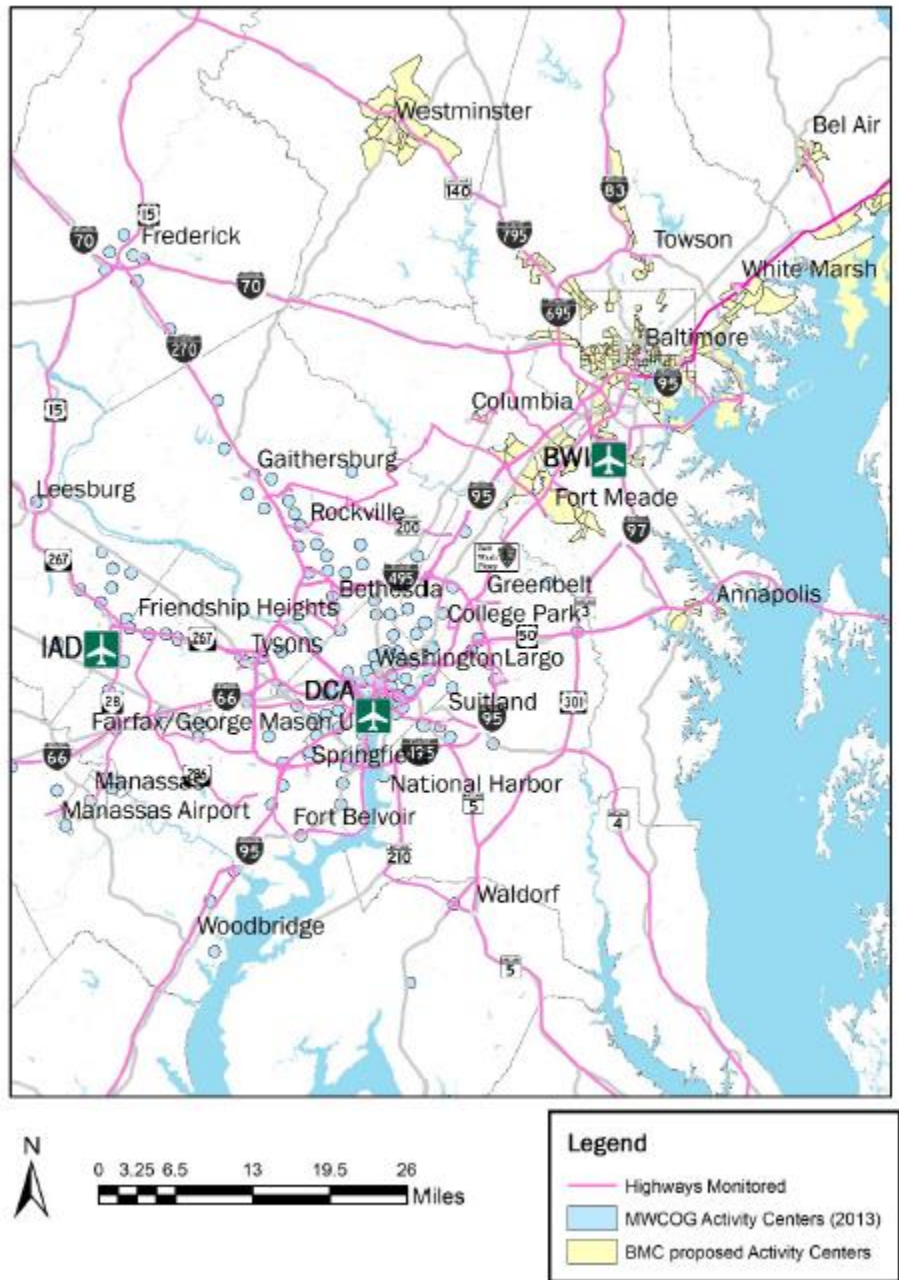 Westminster
Bel Air
140
83
15
Frederick
70
795
Towson
White Marsh
70
695
270
Baltimore
95
15
Columbia
Gaithersburg
BWI
Leesburg
95
Fort Meade
Rockville
200
97
267
495
Bethesda
Greenbelt
Annapolis
Friendship Heights
College Park
3
IAD
267
Tysons
50
Washington
Largo
DCA
28
66
Suitland
301
95
Fairfax/George Mason U
66
Springfiel
495
Manassas
286
National Harbor
Manassas Airport
5
Fort Belvoir
4
95
210
Waldorf
Woodbridge
5
N
0 3.25 6.5 13 19.5 26
Miles
Legend
Highways Monitored
MWCOG Activity Centers (2013)
BMC proposed Activity Centers